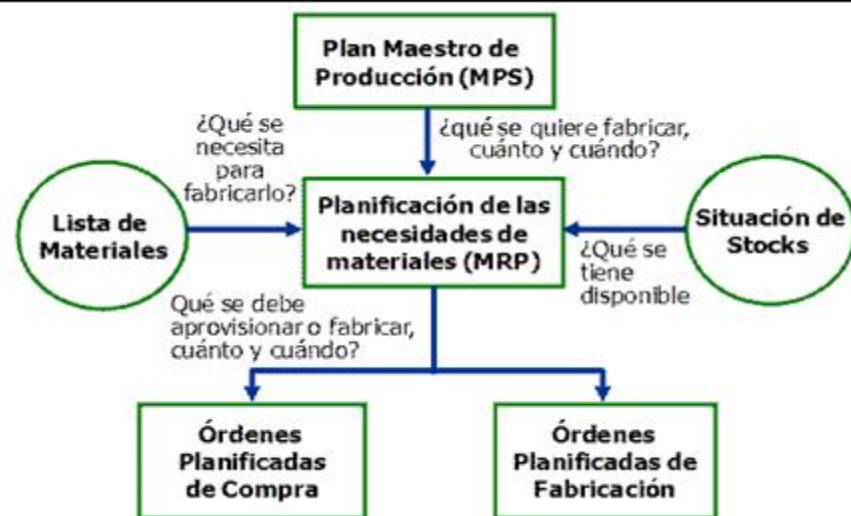 Plan Maestro de
Producción (MPS)
¿Qué se
necesita
para
fabricarlo?
¿qué se quiere fabricar,
cuánto y cuándo?
Lista de
Materiales
Planificación de las
necesidades de
materiales (MRP)
Situación de
Stocks
¿Qué se
tiene
disponible
Qué se debe
aprovisionar o fabricar,
cuánto y cuándo?
Órdenes
Planificadas
de Compra
Órdenes
Planificadas de
Fabricación